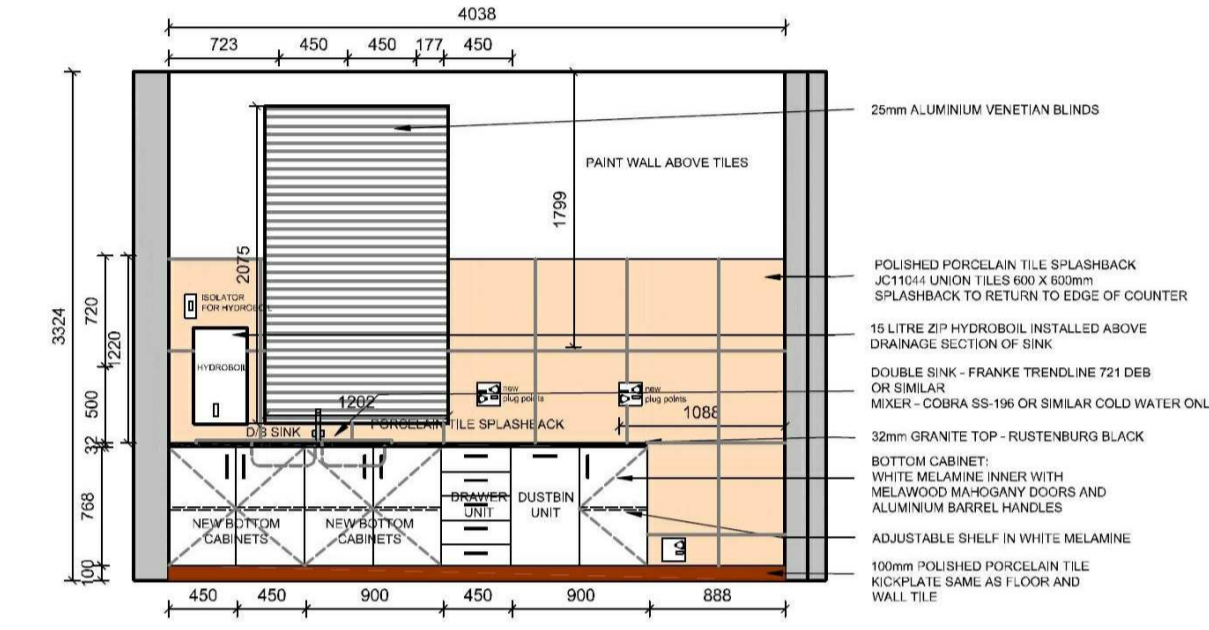 4038
723 450 450 177 450
25mm ALUMINIUM VENETIAN BLINDS
PAINT WALL ABOVE TILES
1799
2075
3324
720
1220
500
32
768
100
POLISHED PORCELAIN TILE SPLASHBACK
JC11044 UNION TILES 600 X 600mm
SPLASHBACK TO RETURN TO EDGE OF COUNTER
ISOLATOR
FOR HYDROBOIL
15 LITRE ZIP HYDROBOIL INSTALLED ABOVE
DRAINAGE SECTION OF SINK
HYDROBOIL
DOUBLE SINK - FRANKE TRENDLINE 721 DEB
OR SIMILAR
MIXER - COBRA SS-196 OR SIMILAR COLD WATER ONL
new
plug points
new
plug points
1202
1088
D/B SINK
PORCELAIN TILE SPLASHBACK
32mm GRANITE TOP - RUSTENBURG BLACK
BOTTOM CABINET:
WHITE MELAMINE INNER WITH
MELAWOOD MAHOGANY DOORS AND
ALUMINIUM BARREL HANDLES
NEW BOTTOM
CABINETS
NEW BOTTOM
CABINETS
DRAWER
UNIT
DUSTBIN
UNIT
ADJUSTABLE SHELF IN WHITE MELAMINE
100mm POLISHED PORCELAIN TILE
KICKPLATE SAME AS FLOOR AND
WALL TILE
450 450 900 450 900 888